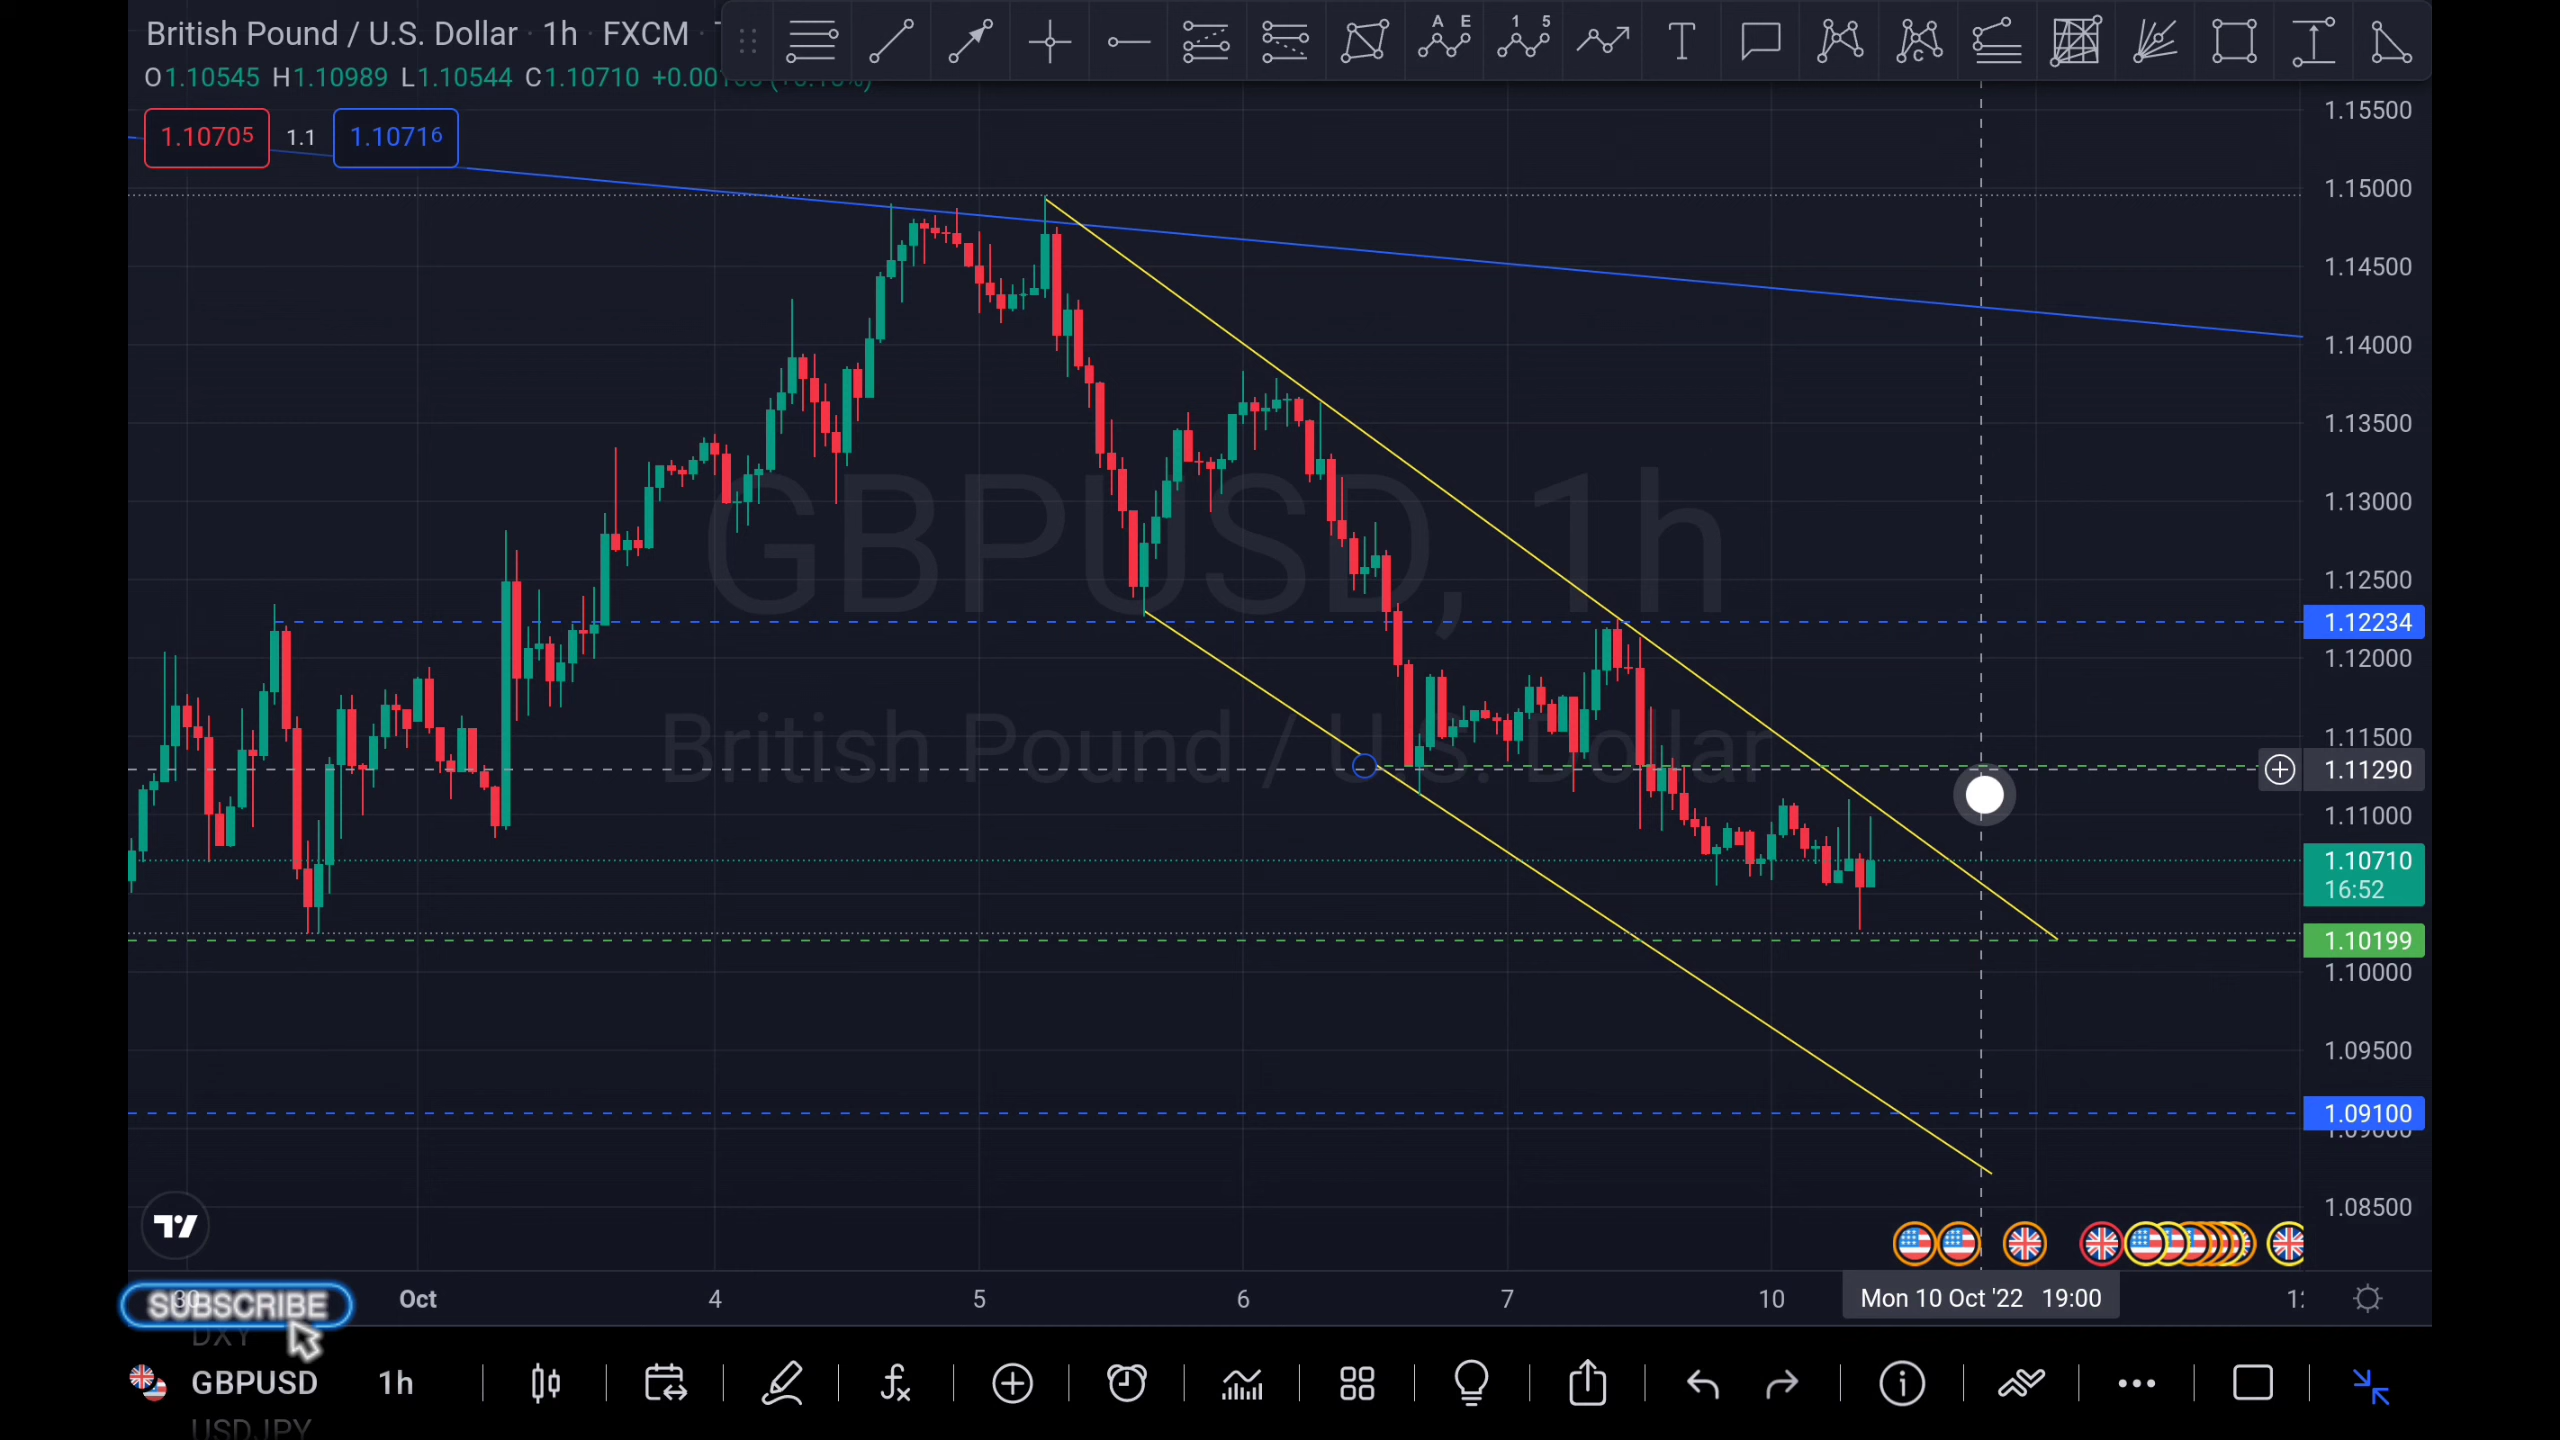 British Pound / U.S. Dollar · 1h · FXCM ·
O1.10545 H1.10989 L1.10544 C1.10710
1.10705 1.1 1.10716
A E
1 5
C
GBPUSD, 1h
British Pound / U.S. Dollar
1.15500
1.15000
1.14500
1.14000
1.13500
1.13000
1.12500
1.12234
1.12000
1.11500
1.11290
1.11000
1.10710
16:52
1.10199
1.10000
1.09500
1.09100
1.08500
Oct 4 5 6 7 10 Mon 10 Oct '22 19:00
SUBSCRIBE
DXY
GBPUSD 1h
USDJPY